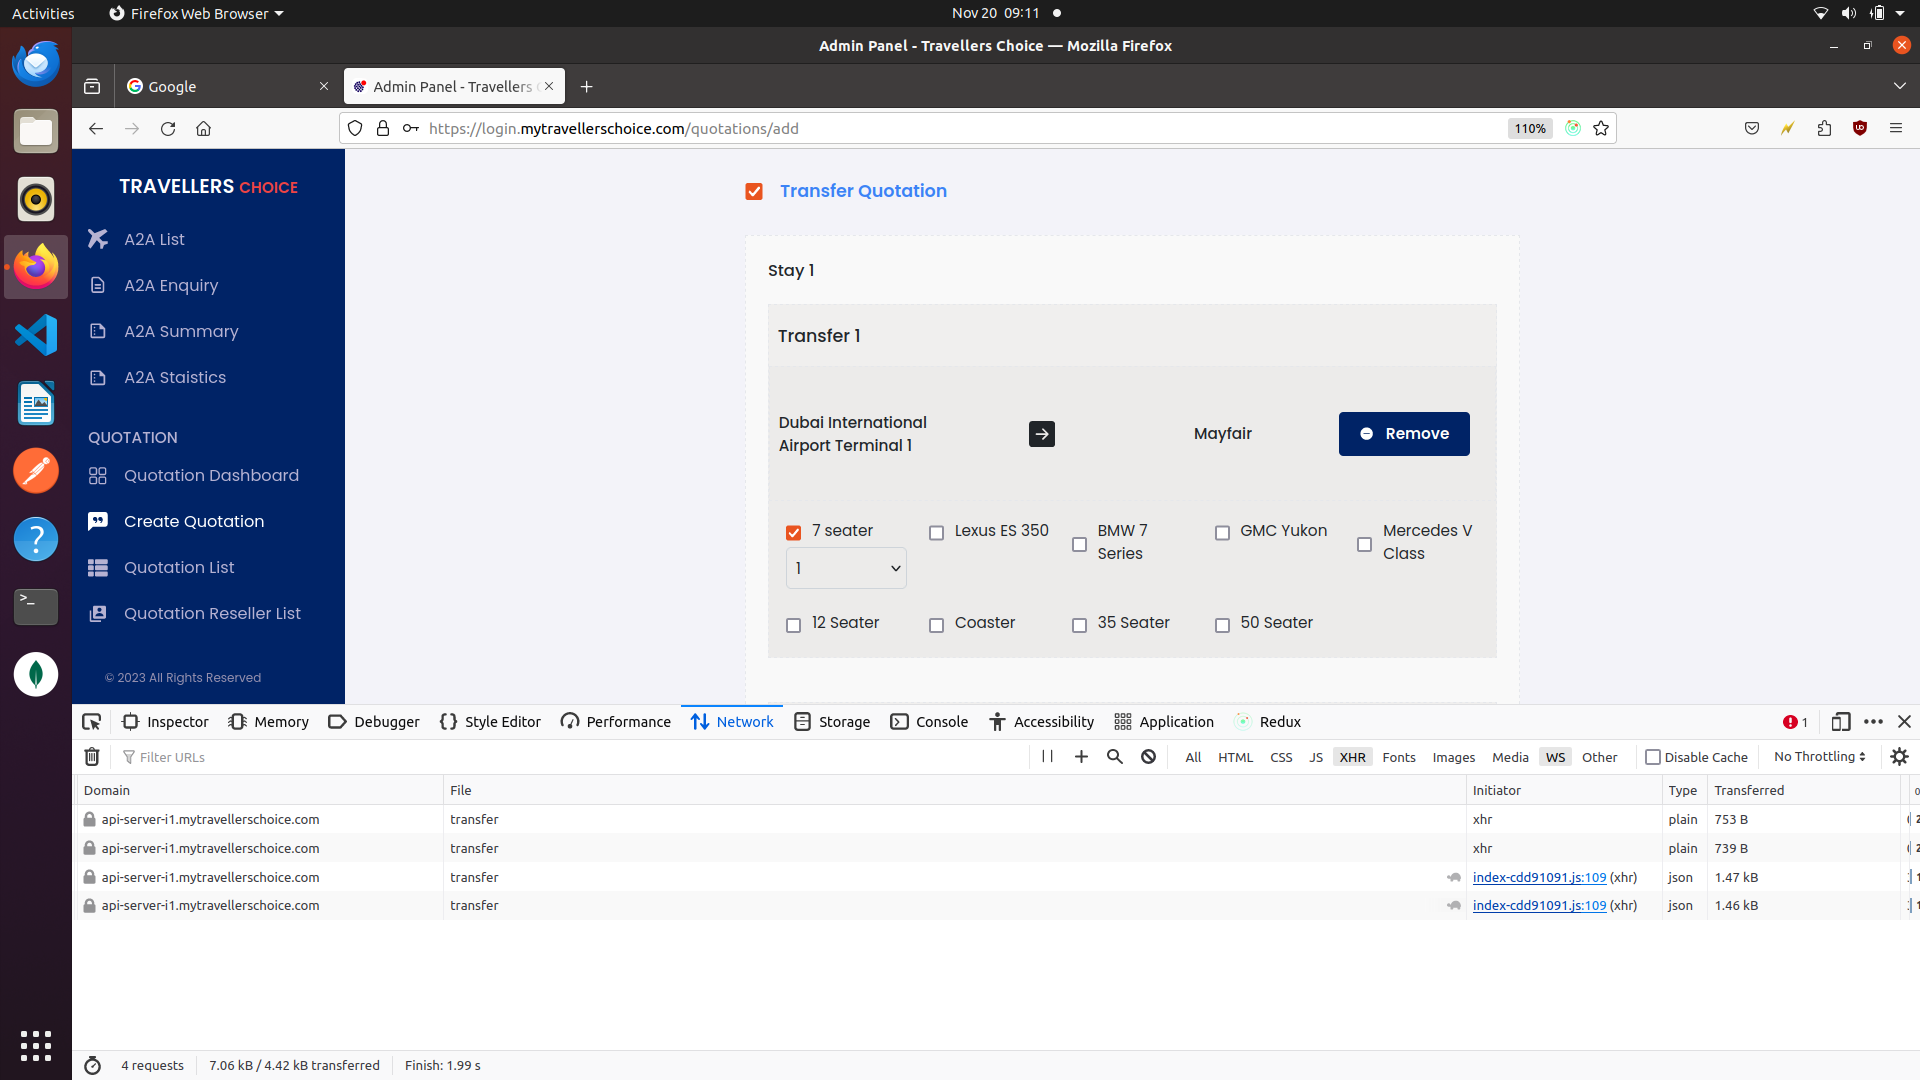 Activities
Firefox Web Browser
Nov 20 09:11
Admin Panel - Travellers Choice — Mozilla Firefox
Google
Admin Panel - Travellers
https://login.mytravellerschoice.com/quotations/add
110%
TRAVELLERS CHOICE
A2A List
A2A Enquiry
A2A Summary
A2A Staistics
QUOTATION
Quotation Dashboard
Create Quotation
Quotation List
Quotation Reseller List
© 2023 All Rights Reserved
Transfer Quotation
Stay 1
Transfer 1
Dubai International
Airport Terminal 1
Mayfair
Remove
7 seater
Lexus ES 350
BMW 7
Series
GMC Yukon
Mercedes V
Class
1
12 Seater
Coaster
35 Seater
50 Seater
Inspector
Memory
Debugger
Style Editor
Performance
Network
Storage
Console
Accessibility
Application
Redux
1
Filter URLs
All
HTML
CSS
JS
XHR
Fonts
Images
Media
WS
Other
Disable Cache
No Throttling
Domain
File
Initiator
Type
Transferred
api-server-i1.mytravellerschoice.com transfer xhr plain 753 B
api-server-i1.mytravellerschoice.com transfer xhr plain 739 B
api-server-i1.mytravellerschoice.com transfer index-cdd91091.js:109 (xhr) json 1.47 kB
api-server-i1.mytravellerschoice.com transfer index-cdd91091.js:109 (xhr) json 1.46 kB
4 requests
7.06 kB / 4.42 kB transferred
Finish: 1.99 s